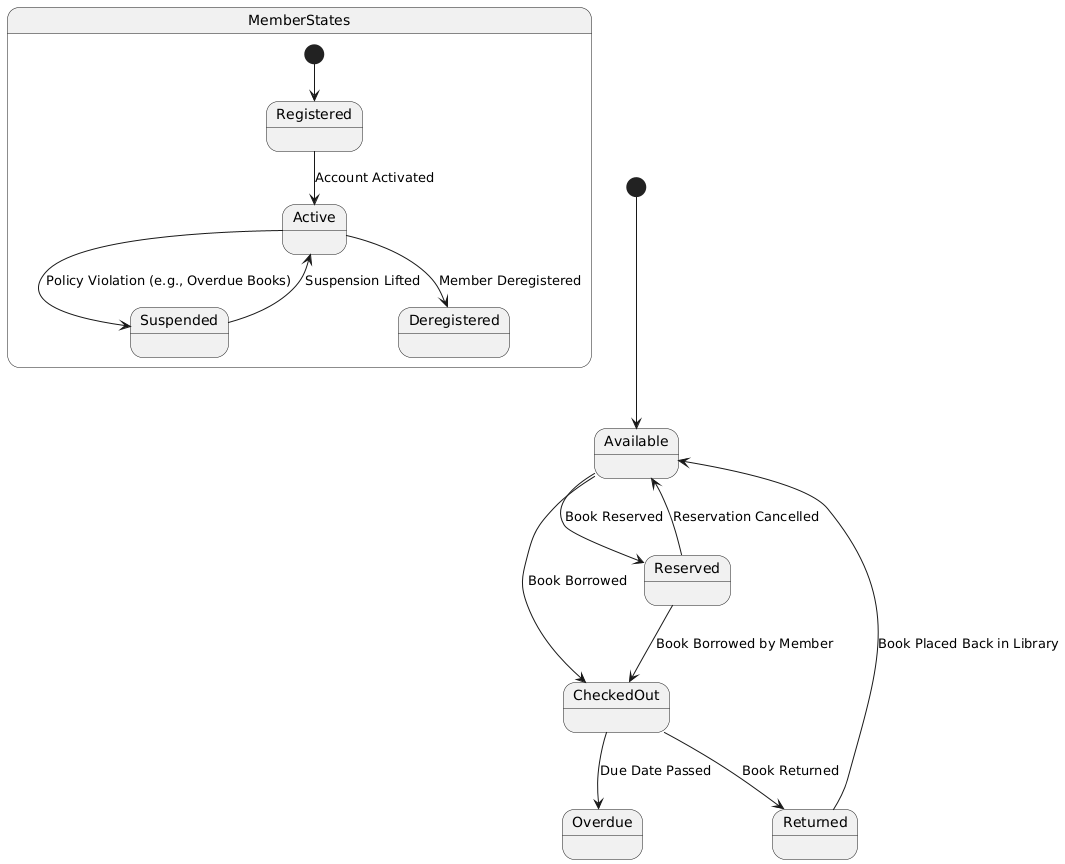 MemberStates
Registered
Account Activated
Active
Policy Violation (e.g., Overdue Books)
Suspension Lifted
Member Deregistered
Suspended
Deregistered
Available
Book Reserved
Reservation Cancelled
Reserved
Book Borrowed
Book Borrowed by Member
Book Placed Back in Library
CheckedOut
Due Date Passed
Book Returned
Overdue
Returned